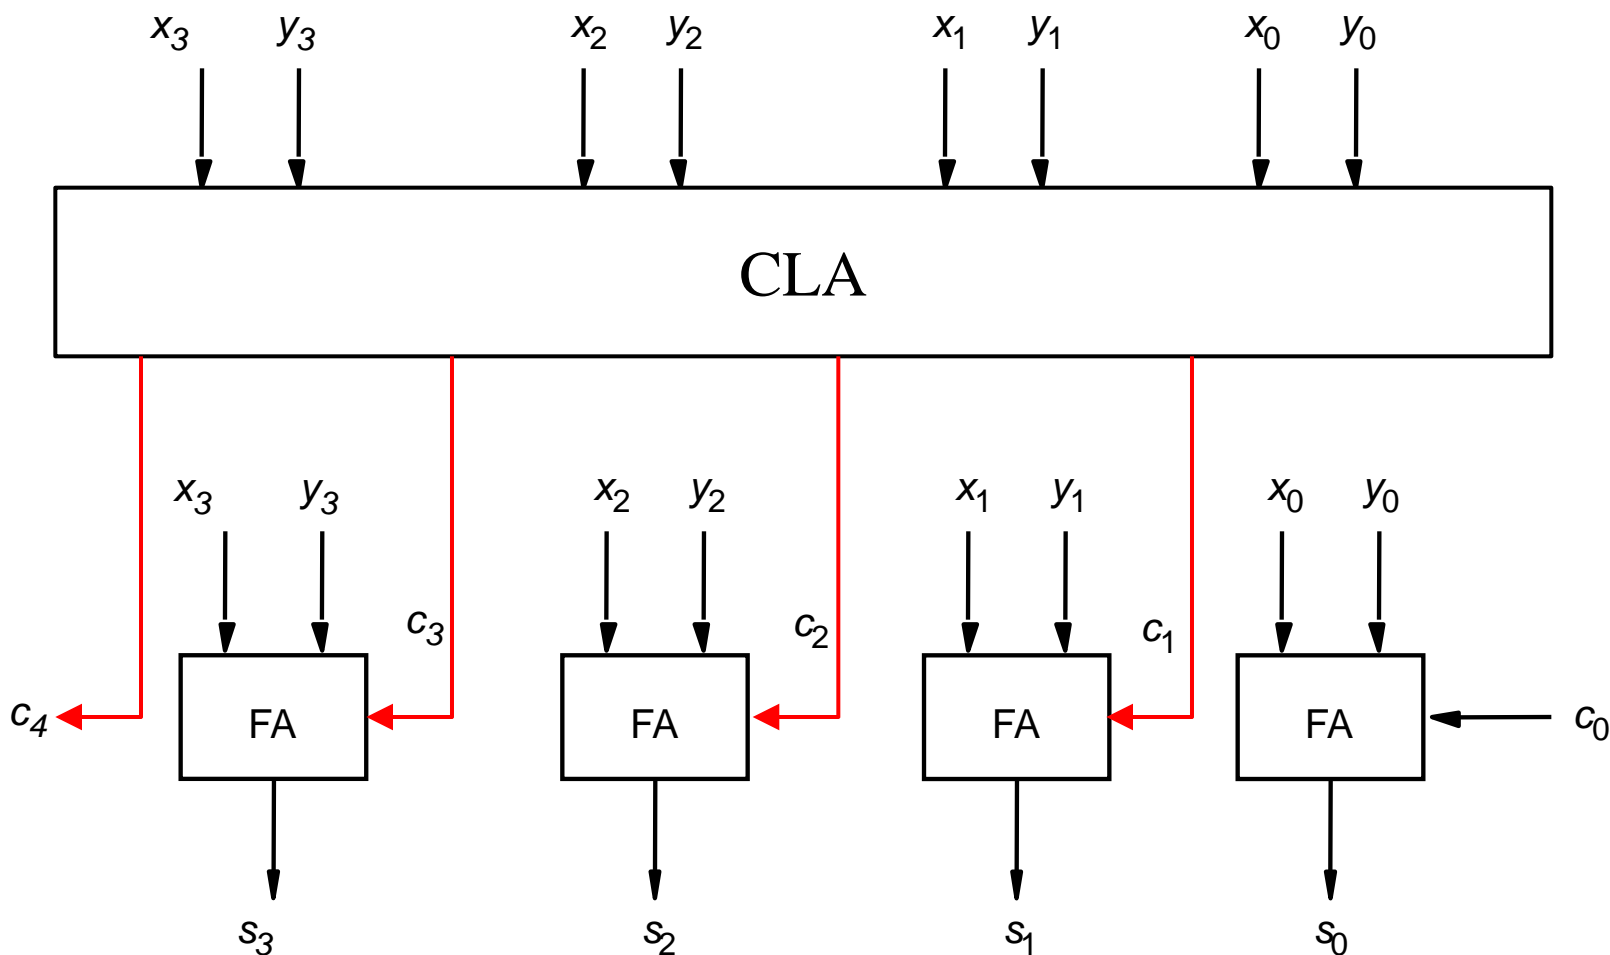 x3 y3 x2 y2 x1 y1 x0 y0
CLA
x3 y3 x2 y2 x1 y1 x0 y0
c3 c2 c1
c4 FA FA FA FA c0
s3 s2 s1 s0